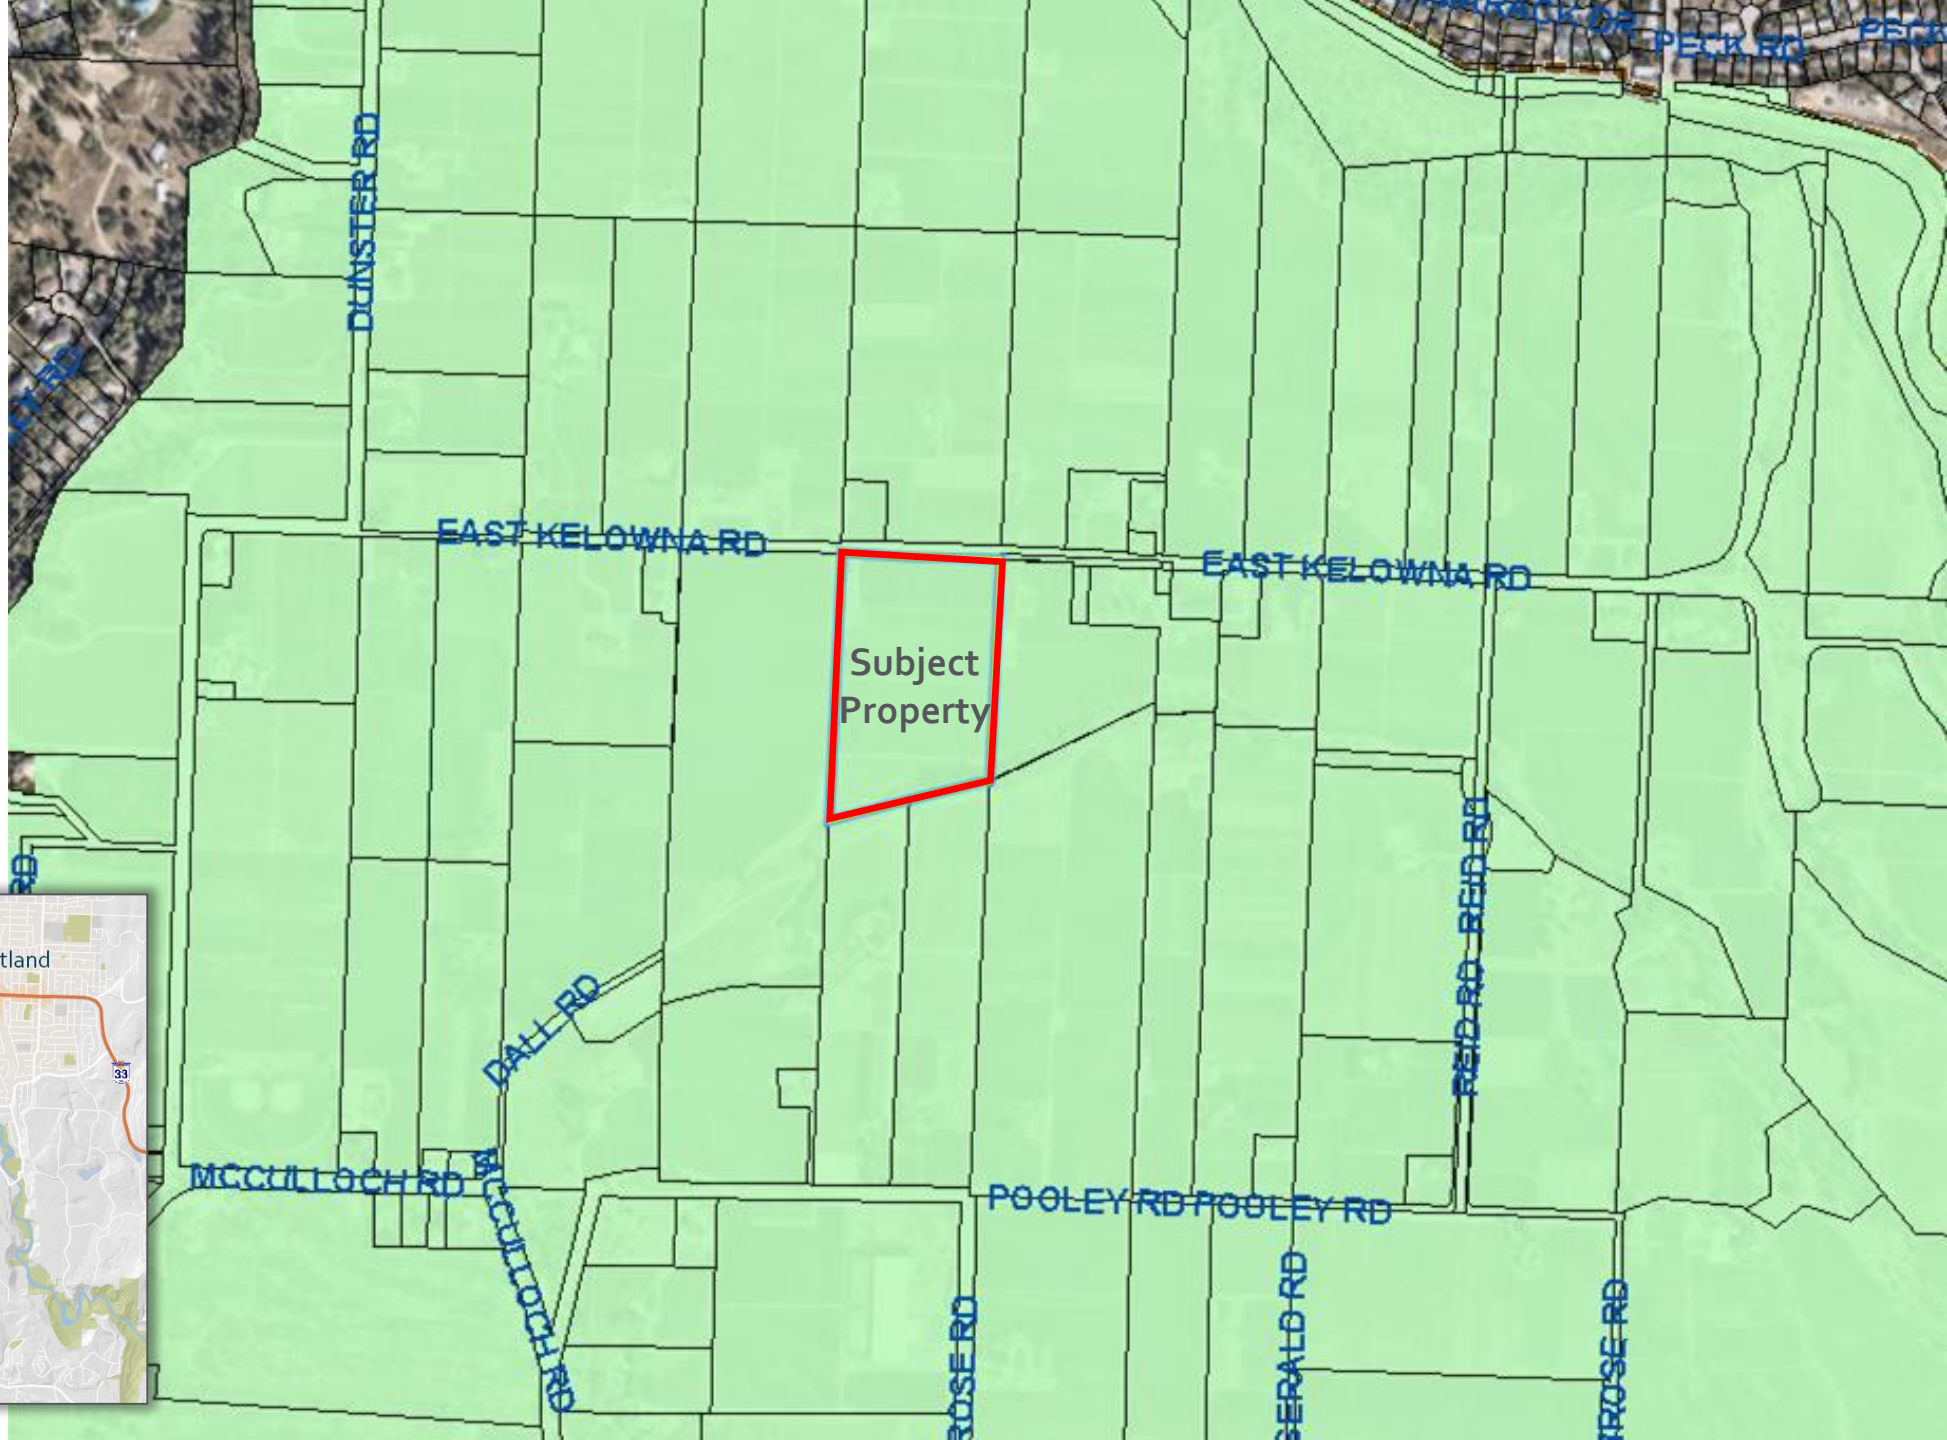 PECK RD
PECK
DUNSTER RD
EAST KELOWNA RD
EAST KELOWNA RD
Subject
Property
REID RD
REID RD
RD
tland
33
DALL RD
MCCULLOCH RD
MCCULLOCH RD
POOLEY RD
POOLEY RD
ROSE RD
GERALD RD
ROSE RD